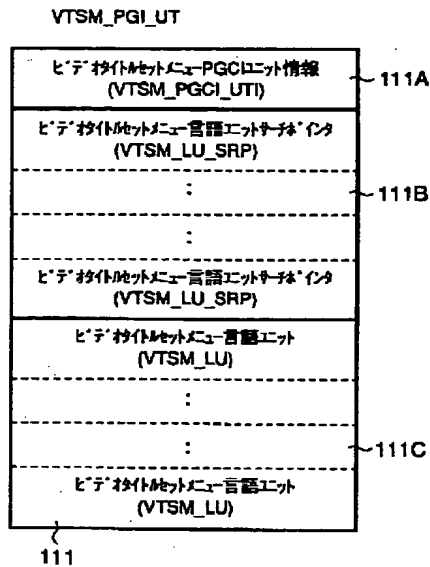 VTSM_PGI_UT
ﾋﾞﾃﾞｵﾀｲﾄﾙｾｯﾄﾒﾆｭｰPGCIﾕﾆｯﾄ情報
(VTSM_PGCI_UTI)
111A
ﾋﾞﾃﾞｵﾀｲﾄﾙｾｯﾄﾒﾆｭｰ言語ﾕﾆｯﾄｻｰﾁﾎﾟｲﾝﾀ
(VTSM_LU_SRP)
:
111B
:
ﾋﾞﾃﾞｵﾀｲﾄﾙｾｯﾄﾒﾆｭｰ言語ﾕﾆｯﾄｻｰﾁﾎﾟｲﾝﾀ
(VTSM_LU_SRP)
ﾋﾞﾃﾞｵﾀｲﾄﾙｾｯﾄﾒﾆｭｰ言語ﾕﾆｯﾄ
(VTSM_LU)
:
:
111C
ﾋﾞﾃﾞｵﾀｲﾄﾙｾｯﾄﾒﾆｭｰ言語ﾕﾆｯﾄ
(VTSM_LU)
111